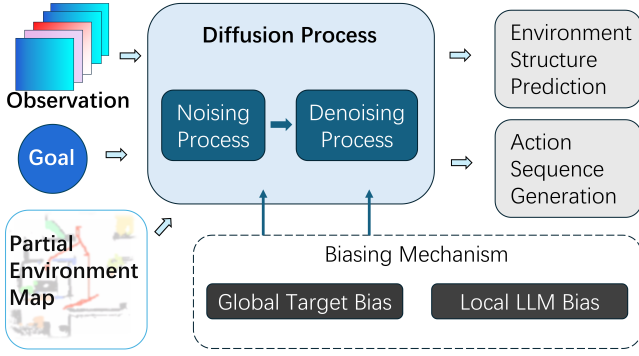 Observation
Goal
Partial
Environment
Map
Diffusion Process
Noising
Process
Denoising
Process
Environment
Structure
Prediction
Action
Sequence
Generation
Biasing Mechanism
Global Target Bias
Local LLM Bias